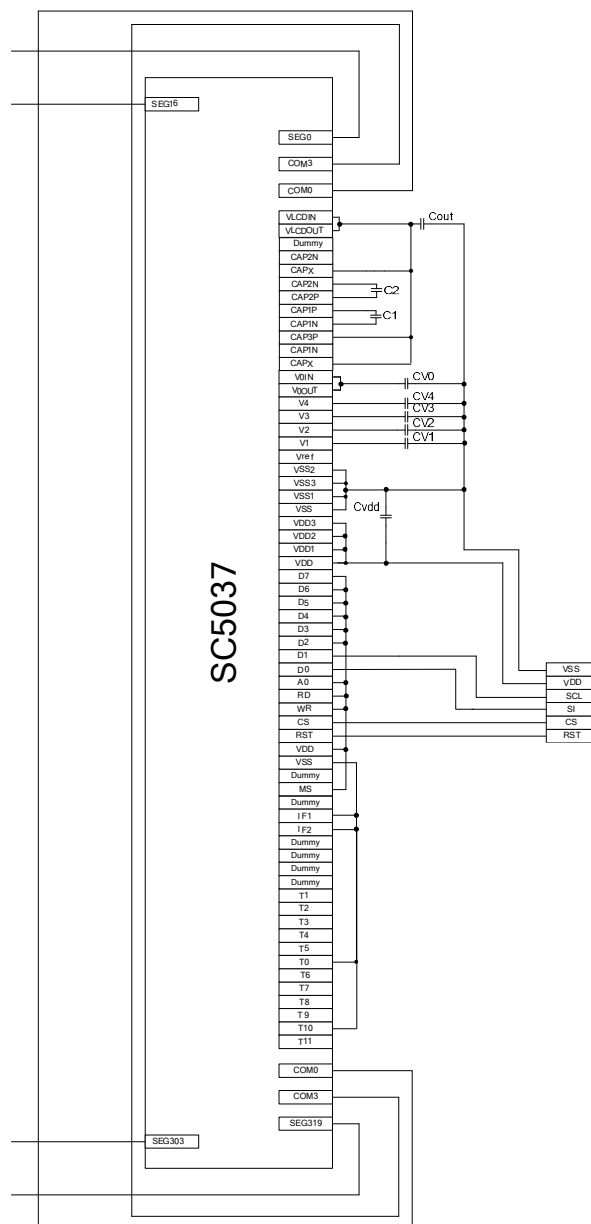 SEG16
SEG0
COM3
COM0
VLCDIN
Cout
VLCDOUT
Dummy
CAP2N
CAPX
CAP2N
C2
CAP2P
CAP1P
C1
CAP1N
CAP3P
CAP1N
CAPX
V0IN
CV0
V0OUT
V4
CV4
V3
CV3
V2
CV2
V1
CV1
Vref
VSS2
VSS3
VSS1
VSS
Cvdd
VDD3
VDD2
VDD1
VDD
SC5037
D7
D6
D5
D4
D3
D2
D1
D0
A0
RD
WR
CS
RST
VDD
VSS
Dummy
MS
Dummy
IF1
IF2
Dummy
Dummy
Dummy
Dummy
T1
T2
T3
T4
T5
T0
T6
T7
T8
T9
T10
T11
VSS
VDD
SCL
SI
CS
RST
COM0
COM3
SEG319
SEG303